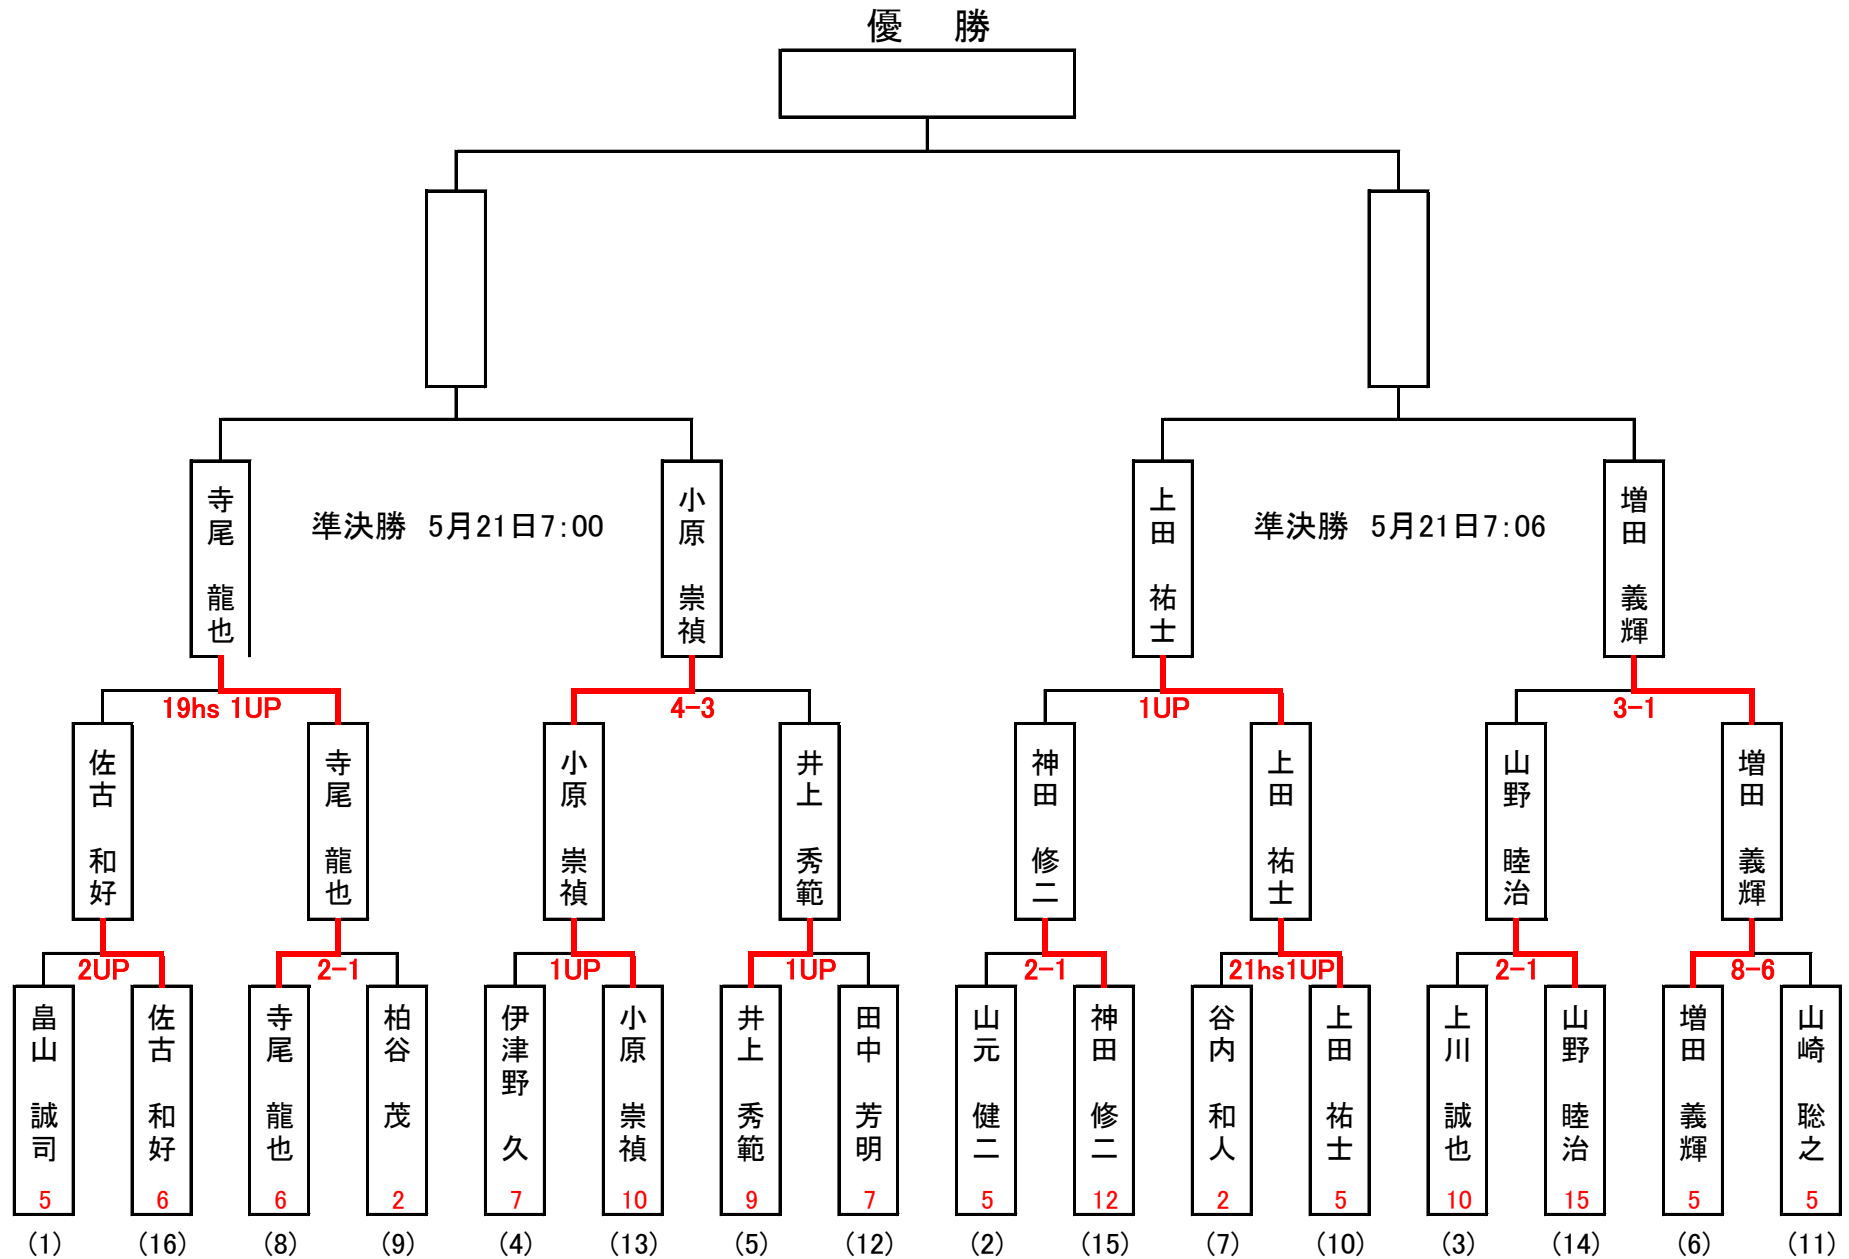 優　勝
寺尾　龍也
準決勝　5月21日7:00
小原　崇禎
上田　祐士
準決勝　5月21日7:06
増田　義輝
19hs 1UP
4-3
1UP
3-1
佐古　和好
寺尾　龍也
小原　崇禎
井上　秀範
神田　修二
上田　祐士
山野　睦治
増田　義輝
2UP
2-1
1UP
1UP
2-1
21hs1UP
2-1
8-6
畠山　誠司　5
佐古　和好　6
寺尾　龍也　6
柏谷　茂　2
伊津野　久　7
小原　崇禎　10
井上　秀範　9
田中　芳明　7
山元　健二　5
神田　修二　12
谷内　和人　2
上田　祐士　5
上川　誠也　10
山野　睦治　15
増田　義輝　5
山崎　聡之　5
(1)　(16)　(8)　(9)　(4)　(13)　(5)　(12)　(2)　(15)　(7)　(10)　(3)　(14)　(6)　(11)